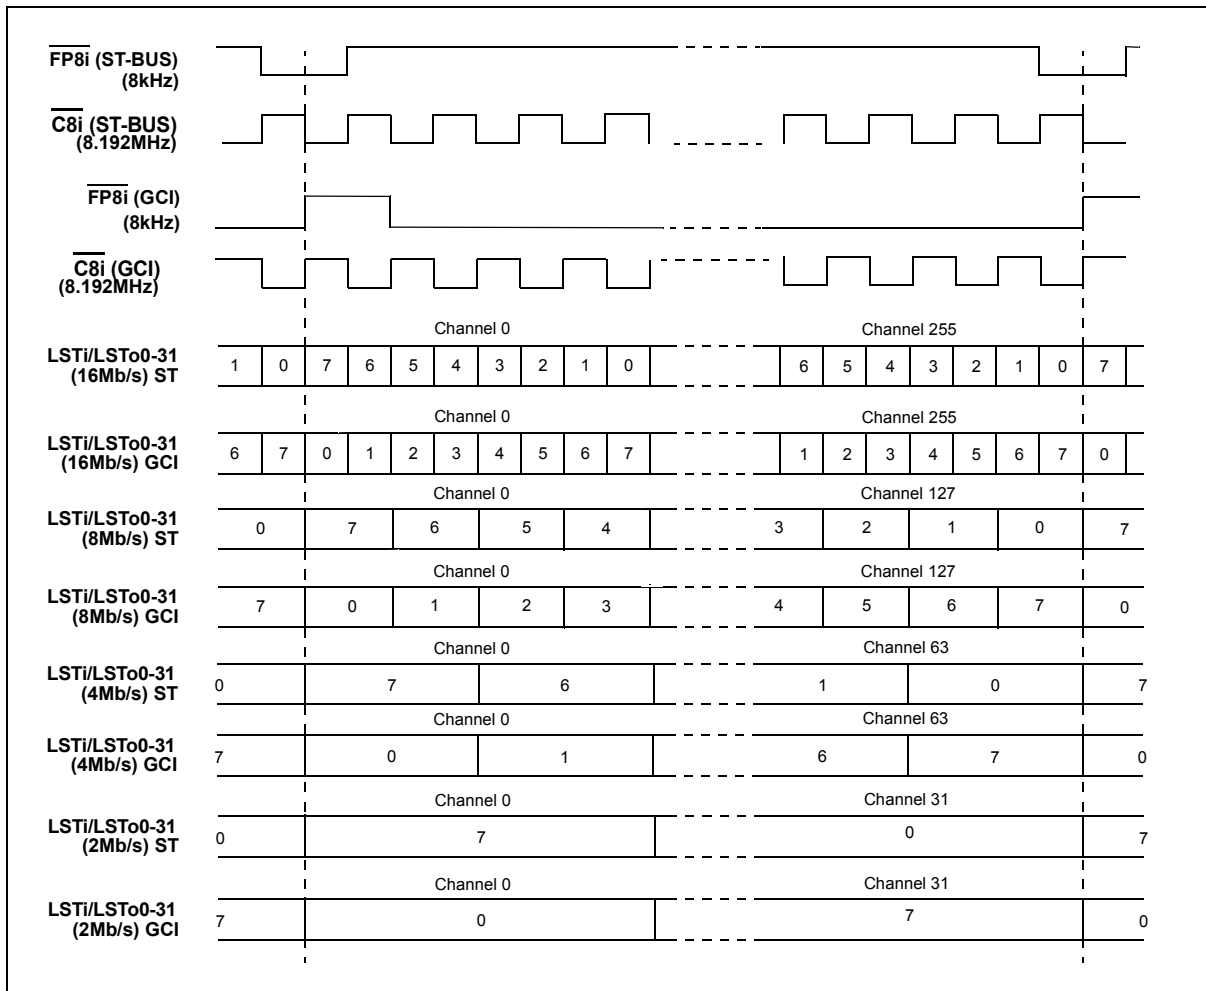 FP8i (ST-BUS)
(8kHz)
C8i (ST-BUS)
(8.192MHz)
FP8i (GCI)
(8kHz)
C8i (GCI)
(8.192MHz)
Channel 0 Channel 255
LSTi/LSTo0-31
(16Mb/s) ST
1 0 7 6 5 4 3 2 1 0 6 5 4 3 2 1 0 7
Channel 0 Channel 255
LSTi/LSTo0-31
(16Mb/s) GCI
6 7 0 1 2 3 4 5 6 7 1 2 3 4 5 6 7 0
Channel 0 Channel 127
LSTi/LSTo0-31
(8Mb/s) ST
0 7 6 5 4 3 2 1 0 7
Channel 0 Channel 127
LSTi/LSTo0-31
(8Mb/s) GCI
7 0 1 2 3 4 5 6 7 0
Channel 0 Channel 63
LSTi/LSTo0-31
(4Mb/s) ST
0 7 6 1 0 7
Channel 0 Channel 63
LSTi/LSTo0-31
(4Mb/s) GCI
7 0 1 6 7 0
Channel 0 Channel 31
LSTi/LSTo0-31
(2Mb/s) ST
0 7 0 7
Channel 0 Channel 31
LSTi/LSTo0-31
(2Mb/s) GCI
7 0 7 0